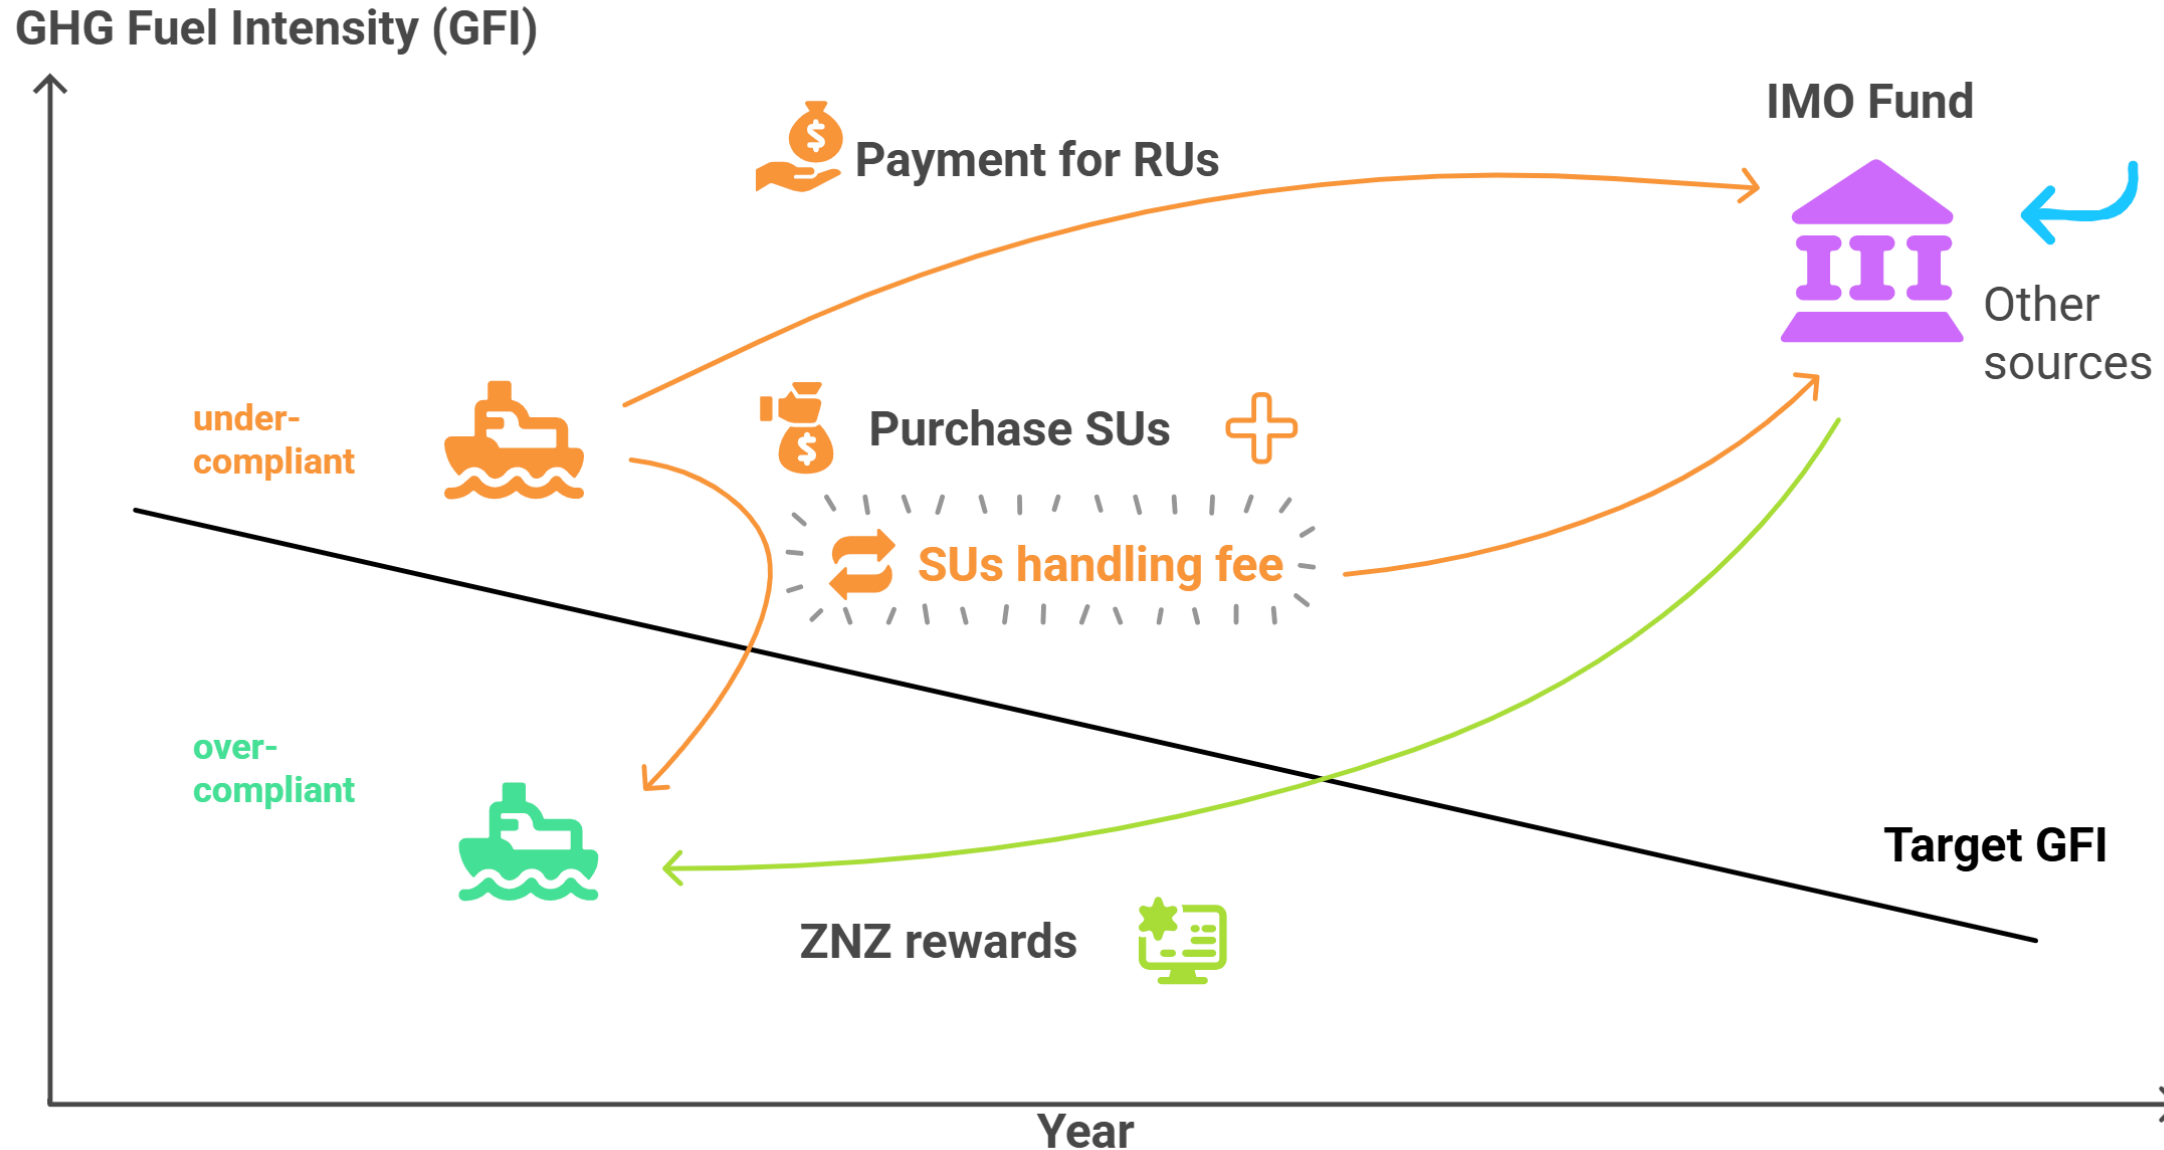 GHG Fuel Intensity (GFI)
IMO Fund
Payment for RUs
Other
sources
under-
compliant
Purchase SUs
SUs handling fee
over-
compliant
Target GFI
ZNZ rewards
Year